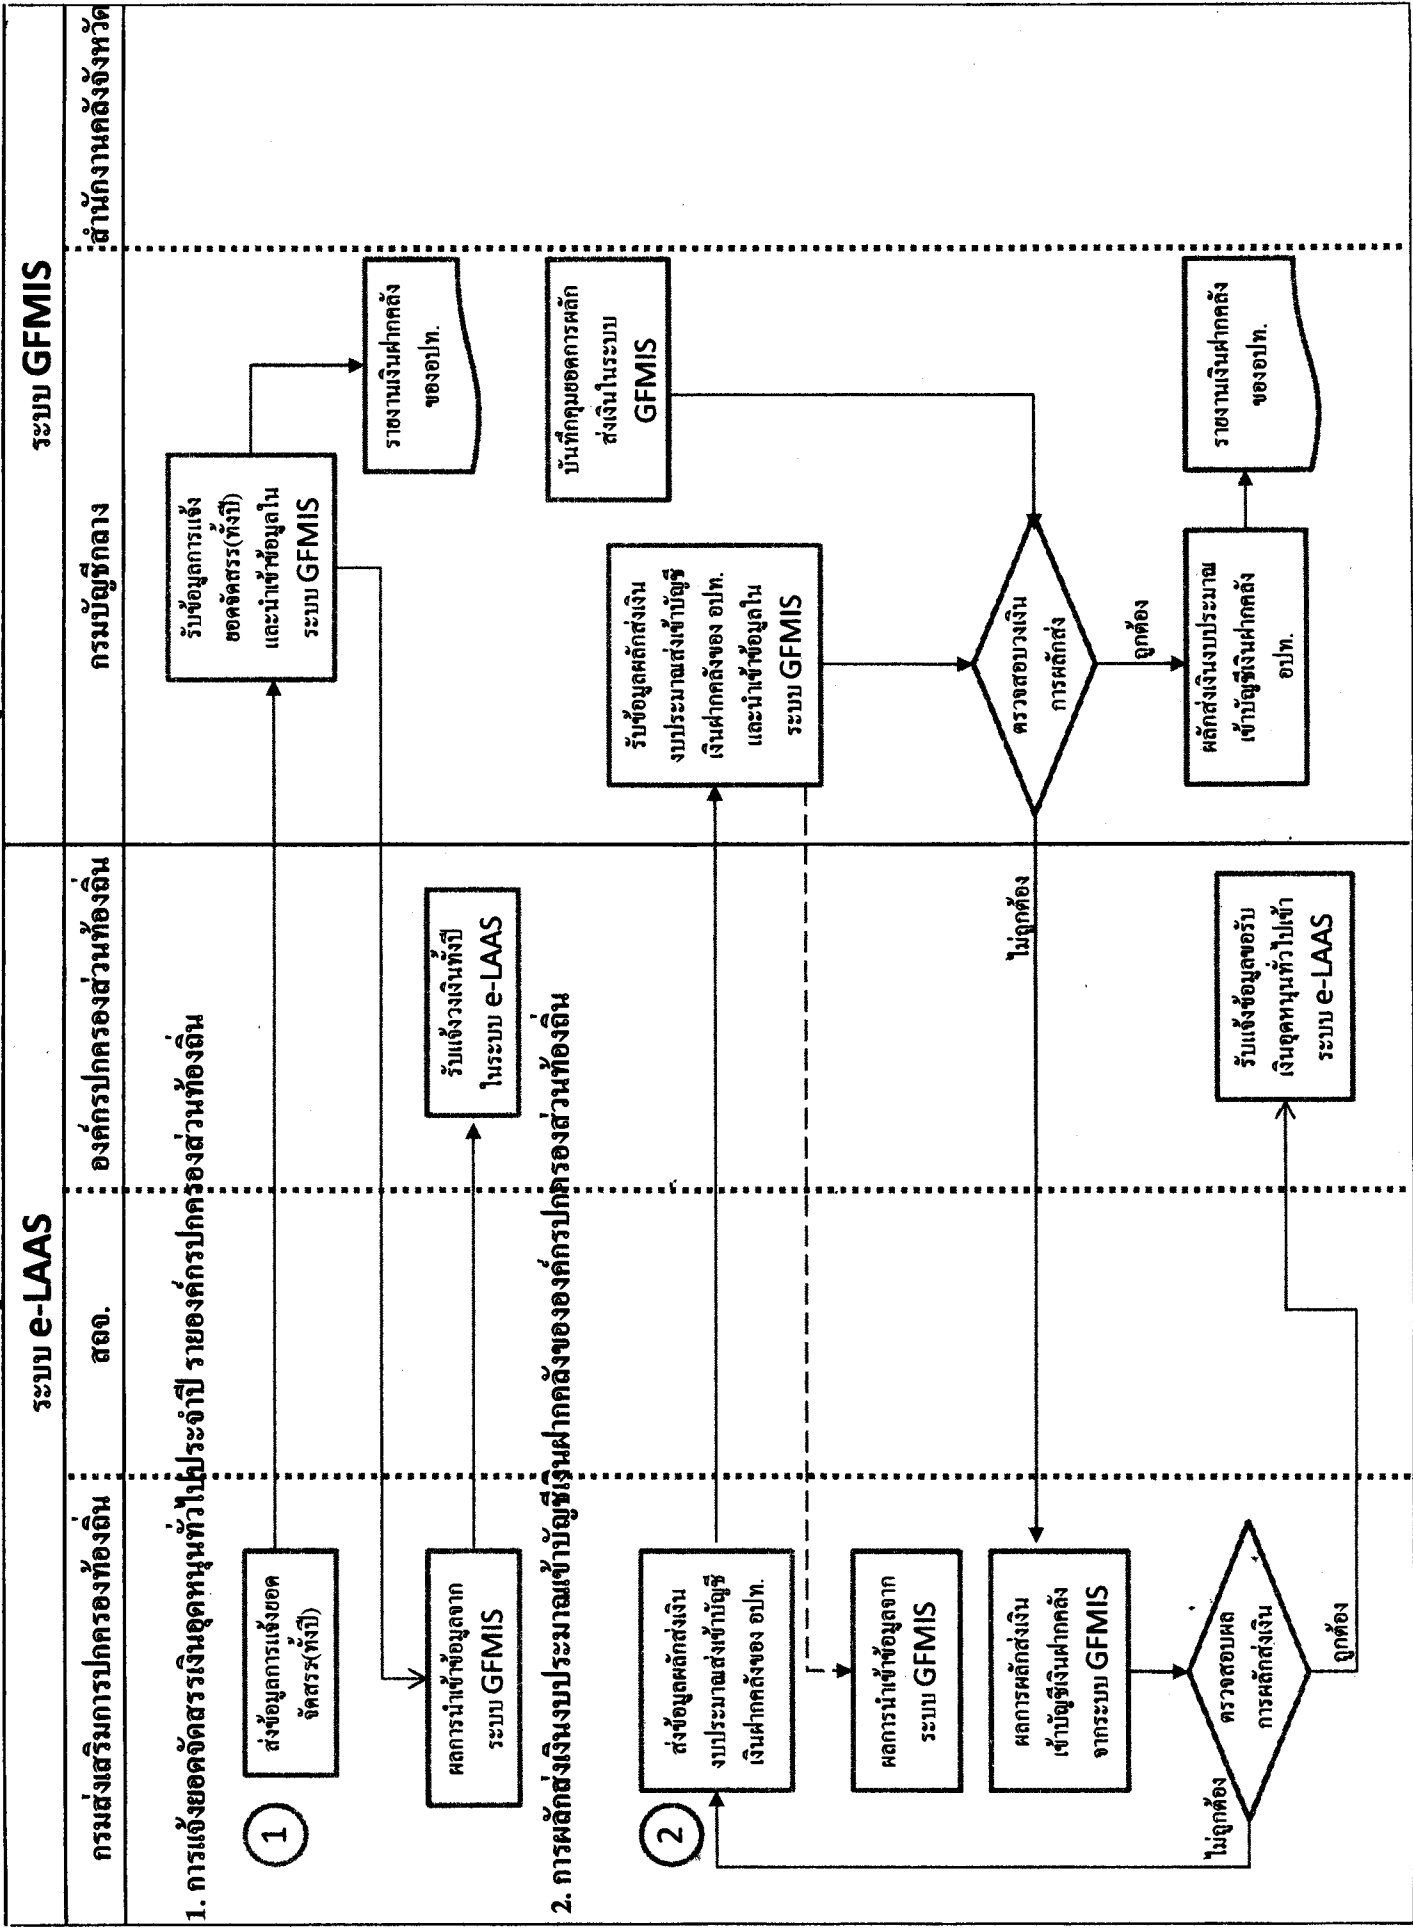 ระบบ e-LAAS
ระบบ GFMIS
กรมส่งเสริมการปกครองท้องถิ่น
สถจ.
องค์กรปกครองส่วนท้องถิ่น
กรมบัญชีกลาง
สำนักงานคลังจังหวัด
1. การแจ้งยอดจัดสรรเงินอุดหนุนทั่วไปประจำปี รายองค์กรปกครองส่วนท้องถิ่น
1
ส่งข้อมูลการแจ้งยอด
จัดสรร(ทั้งปี)
รับข้อมูลการแจ้ง
ยอดจัดสรร(ทั้งปี)
และนำเข้าข้อมูลใน
ระบบ GFMIS
รายงานเงินฝากคลัง
ของอปท.
ผลการนำเข้าข้อมูลจาก
ระบบ GFMIS
รับแจ้งวงเงินทั้งปี
ในระบบ e-LAAS
2. การผลักส่งเงินงบประมาณเข้าบัญชีเงินฝากคลังขององค์กรปกครองส่วนท้องถิ่น
2
ส่งข้อมูลผลักส่งเงิน
งบประมาณส่งเข้าบัญชี
เงินฝากคลังของ อปท.
รับข้อมูลผลักส่งเงิน
งบประมาณส่งเข้าบัญชี
เงินฝากคลังของ อปท.
และนำเข้าข้อมูลใน
ระบบ GFMIS
บันทึกคุมยอดการผลัก
ส่งเงินในระบบ
GFMIS
ผลการนำเข้าข้อมูลจาก
ระบบ GFMIS
ตรวจสอบวงเงิน
การผลักส่ง
ไม่ถูกต้อง
ถูกต้อง
ผลการผลักส่งเงิน
เข้าบัญชีเงินฝากคลัง
จากระบบ GFMIS
ผลักส่งเงินงบประมาณ
เข้าบัญชีเงินฝากคลัง
อปท.
รายงานเงินฝากคลัง
ของอปท.
ตรวจสอบผล
การผลักส่งเงิน
ไม่ถูกต้อง
ถูกต้อง
รับแจ้งข้อมูลขอรับ
เงินอุดหนุนทั่วไปเข้า
ระบบ e-LAAS